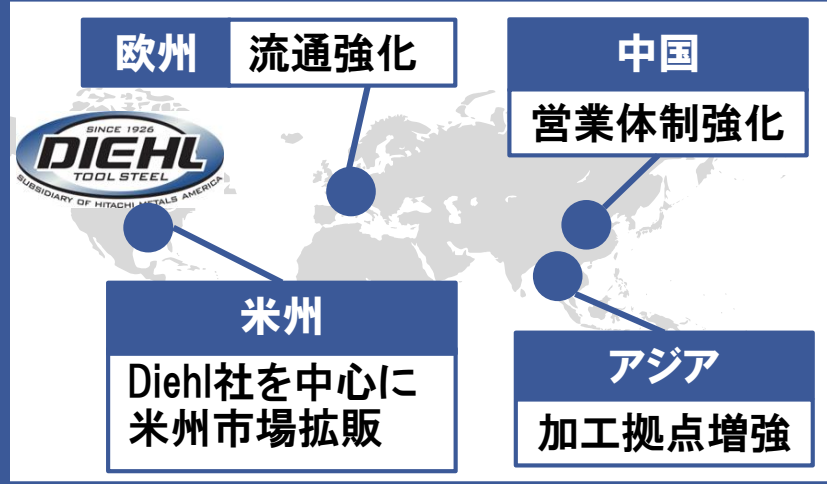 欧州 流通強化
中国
営業体制強化
SINCE 1926
DIEHL
TOOL STEEL
SUBSIDIARY OF HITACHI METALS AMERICA
米州
Diehl社を中心に
米州市場拡販
アジア
加工拠点増強